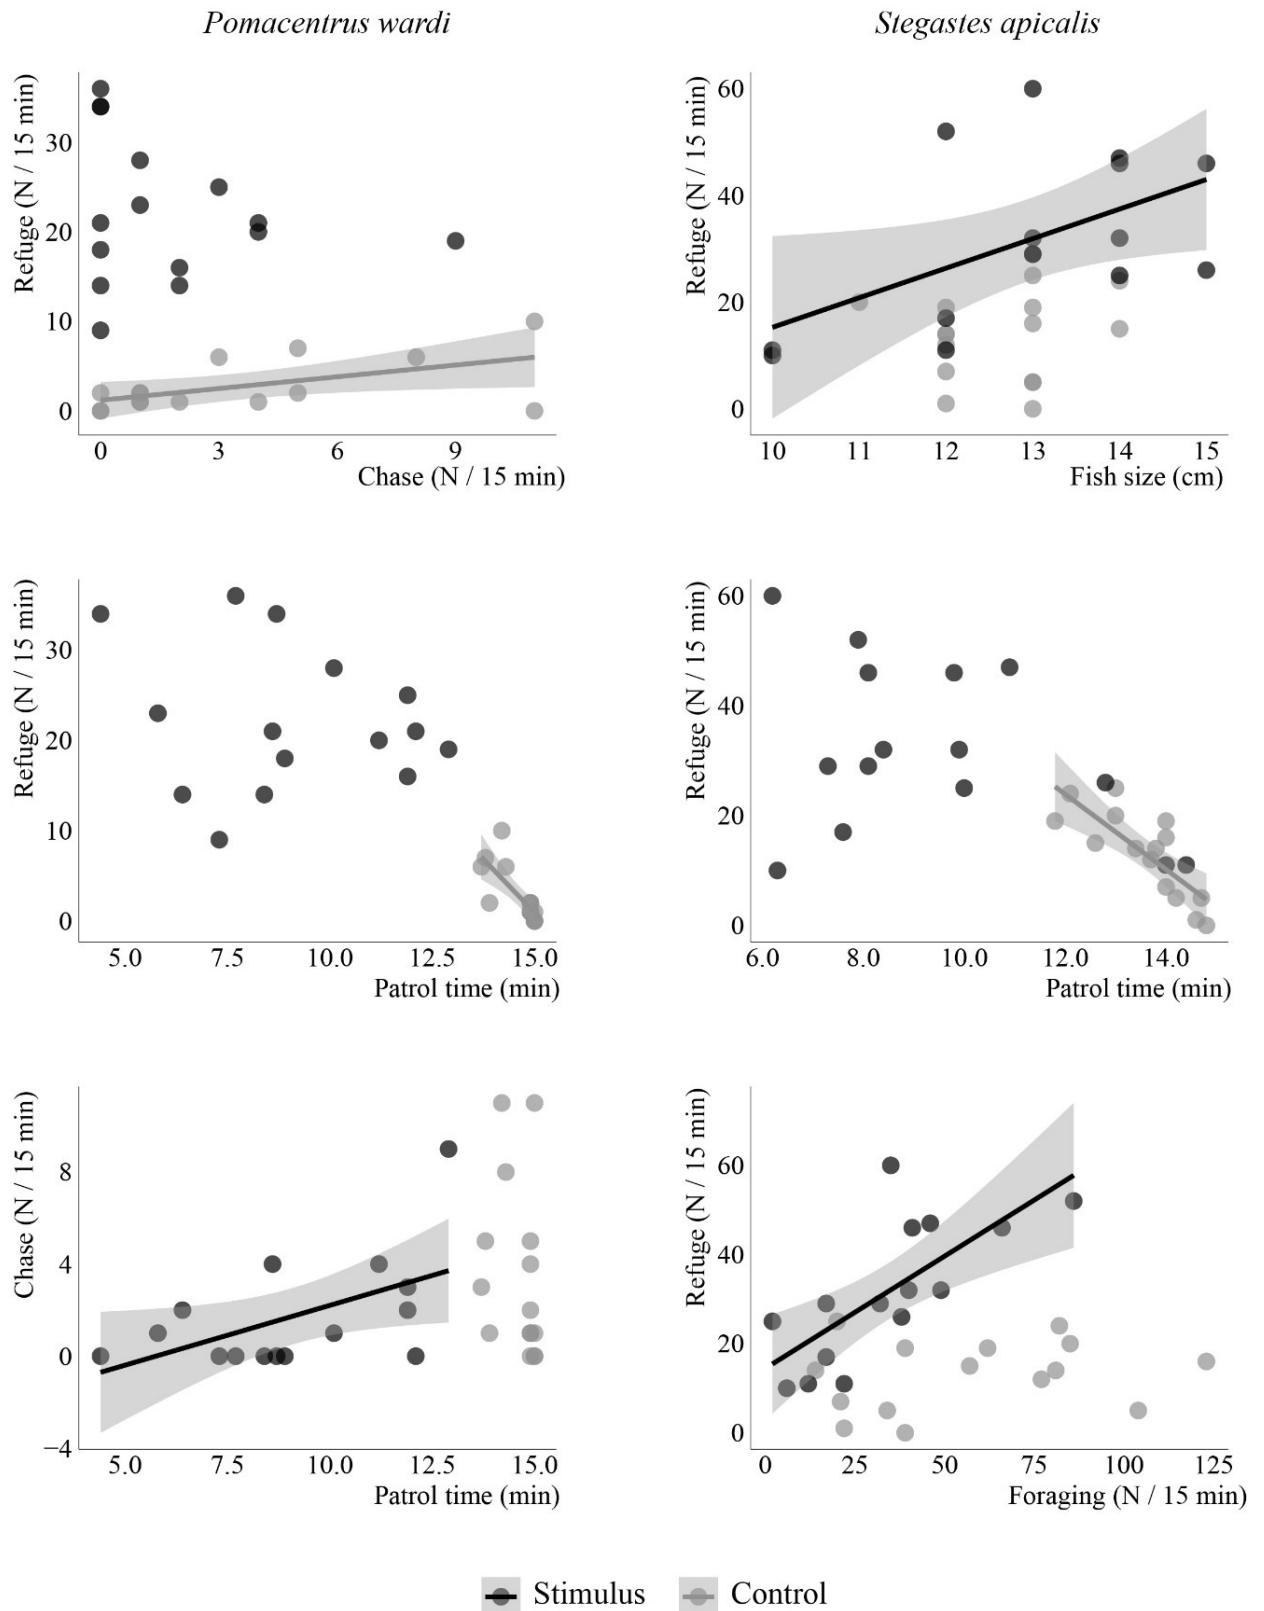 Pomacentrus wardi
Stegastes apicalis
Refuge (N / 15 min)
30
20
10
0
0 3 6 9
Chase (N / 15 min)
Refuge (N / 15 min)
60
40
20
0
10 11 12 13 14 15
Fish size (cm)
Refuge (N / 15 min)
30
20
10
0
5.0 7.5 10.0 12.5 15.0
Patrol time (min)
Refuge (N / 15 min)
60
40
20
0
6.0 8.0 10.0 12.0 14.0
Patrol time (min)
Chase (N / 15 min)
8
4
0
−4
5.0 7.5 10.0 12.5 15.0
Patrol time (min)
Refuge (N / 15 min)
60
40
20
0
0 25 50 75 100 125
Foraging (N / 15 min)
Stimulus Control